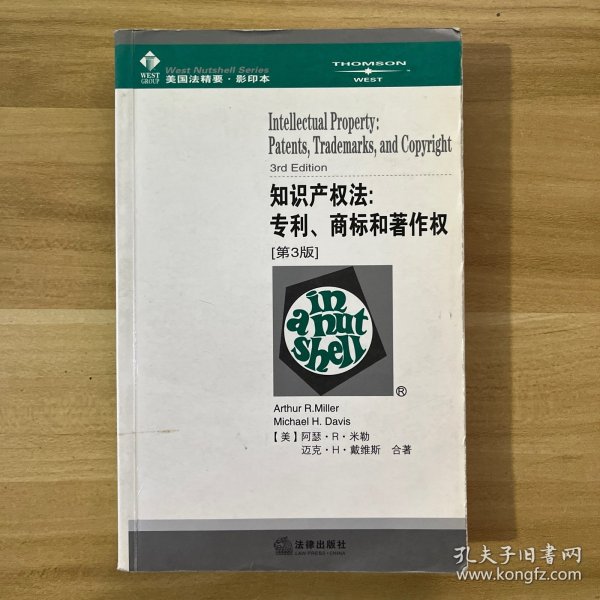 WEST
GROUP
West Nutshell Series
美国法精要·影印本
THOMSON
WEST
Intellectual Property:
Patents, Trademarks, and Copyright
3rd Edition
知识产权法:
专利、商标和著作权
[第3版]
in
a nut
shell
®
Arthur R.Miller
Michael H. Davis
【美】阿瑟·R·米勒
迈克·H·戴维斯 合著
法律出版社
LAW PRESS·CHINA
孔夫子旧书网
www.kongfz.com